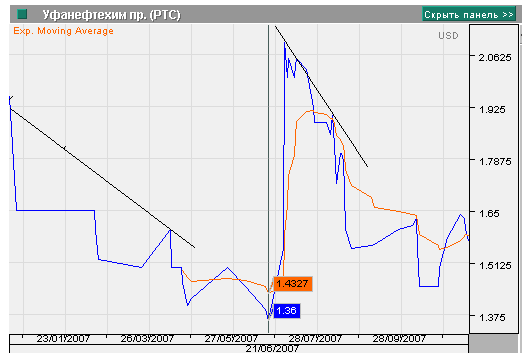 Уфанефтехим пр. (РТС)
Скрыть панель >>
Exp. Moving Average
USD
2.0625
1.925
1.7875
1.65
1.5125
1.4327
1.36
1.375
23/01/2007 26/03/2007 27/05/2007 28/07/2007 28/09/2007
21/06/2007